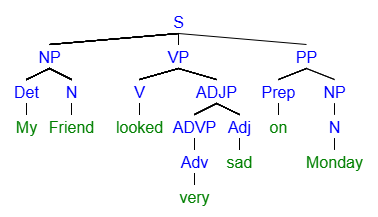 S
NP VP PP
Det N V ADJP Prep NP
My Friend looked ADVP Adj on N
Adv sad Monday
very